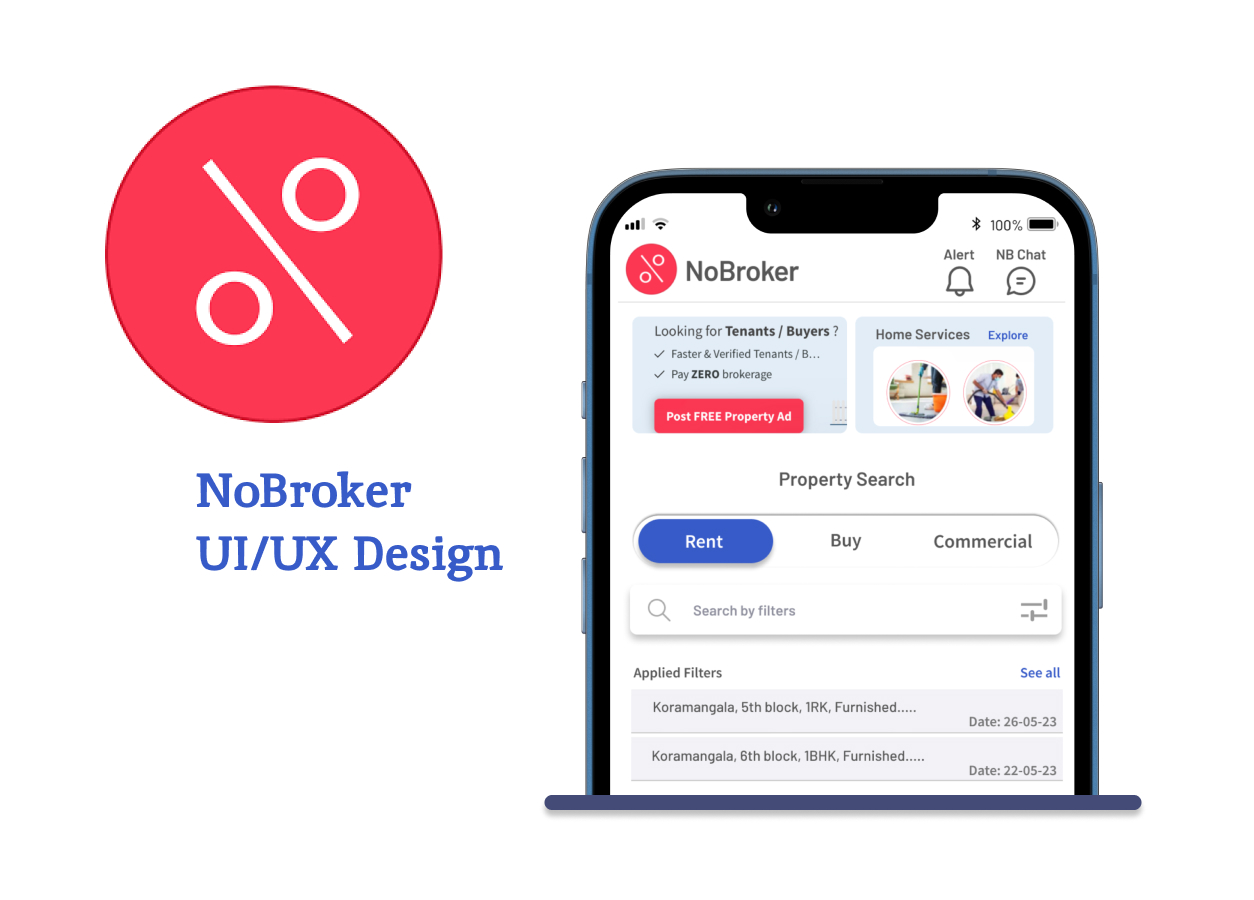 NoBroker
UI/UX Design
100%
NoBroker
Alert
NB Chat
Looking for Tenants / Buyers ?
Faster & Verified Tenants / B...
Pay ZERO brokerage
Post FREE Property Ad
Home Services
Explore
Property Search
Rent
Buy
Commercial
Search by filters
Applied Filters
See all
Koramangala, 5th block, 1RK, Furnished.....
Date: 26-05-23
Koramangala, 6th block, 1BHK, Furnished.....
Date: 22-05-23